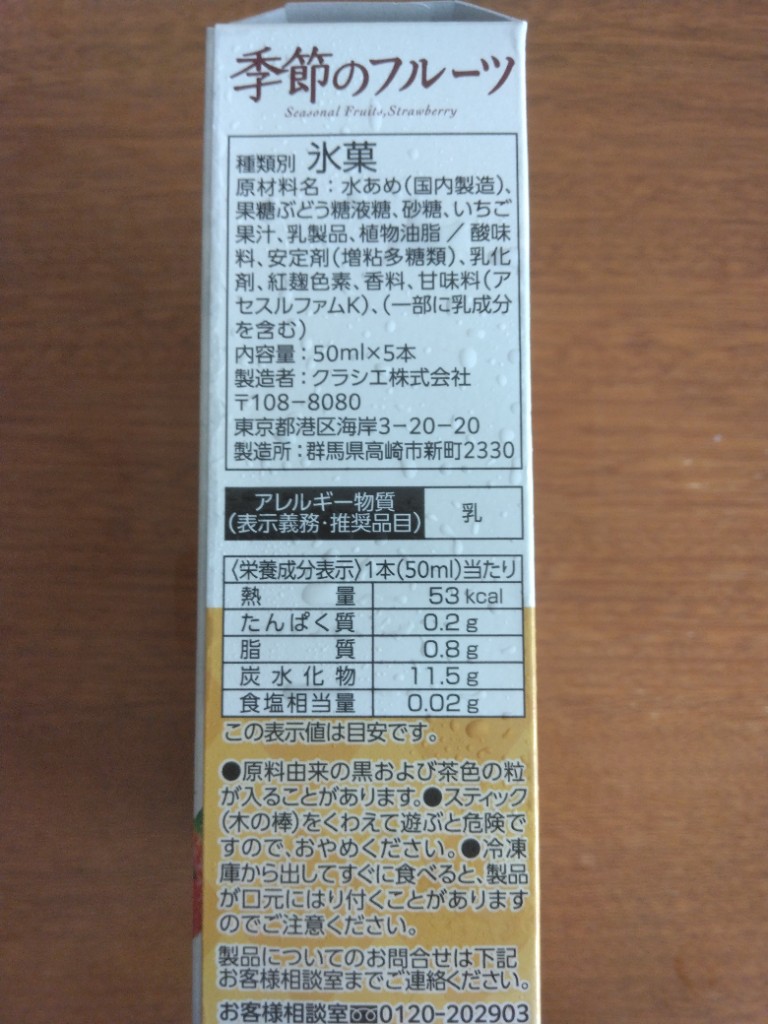 季節のフルーツ
Seasonal Fruits,Strawberry
種類別 氷菓
原材料名：水あめ(国内製造)、
果糖ぶどう糖液糖、砂糖、いちご
果汁、乳製品、植物油脂／酸味
料、安定剤(増粘多糖類)、乳化
剤、紅麹色素、香料、甘味料(ア
セスルファムK)、(一部に乳成分
を含む)
内容量：50ml×5本
製造者：クラシエ株式会社
〒108-8080
東京都港区海岸3-20-20
製造所：群馬県高崎市新町2330
アレルギー物質
(表示義務・推奨品目)
乳
〈栄養成分表示〉1本(50ml)当たり
熱量 53kcal
たんぱく質 0.2g
脂質 0.8g
炭水化物 11.5g
食塩相当量 0.02g
この表示値は目安です。
●原料由来の黒および茶色の粒
が入ることがあります。●スティック
(木の棒)をくわえて遊ぶと危険で
すので、おやめください。●冷凍
庫から出してすぐに食べると、製品
が口元にはり付くことがあります
のでご注意ください。
製品についてのお問合せは下記
お客様相談室までご連絡ください。
お客様相談室 0120-202903